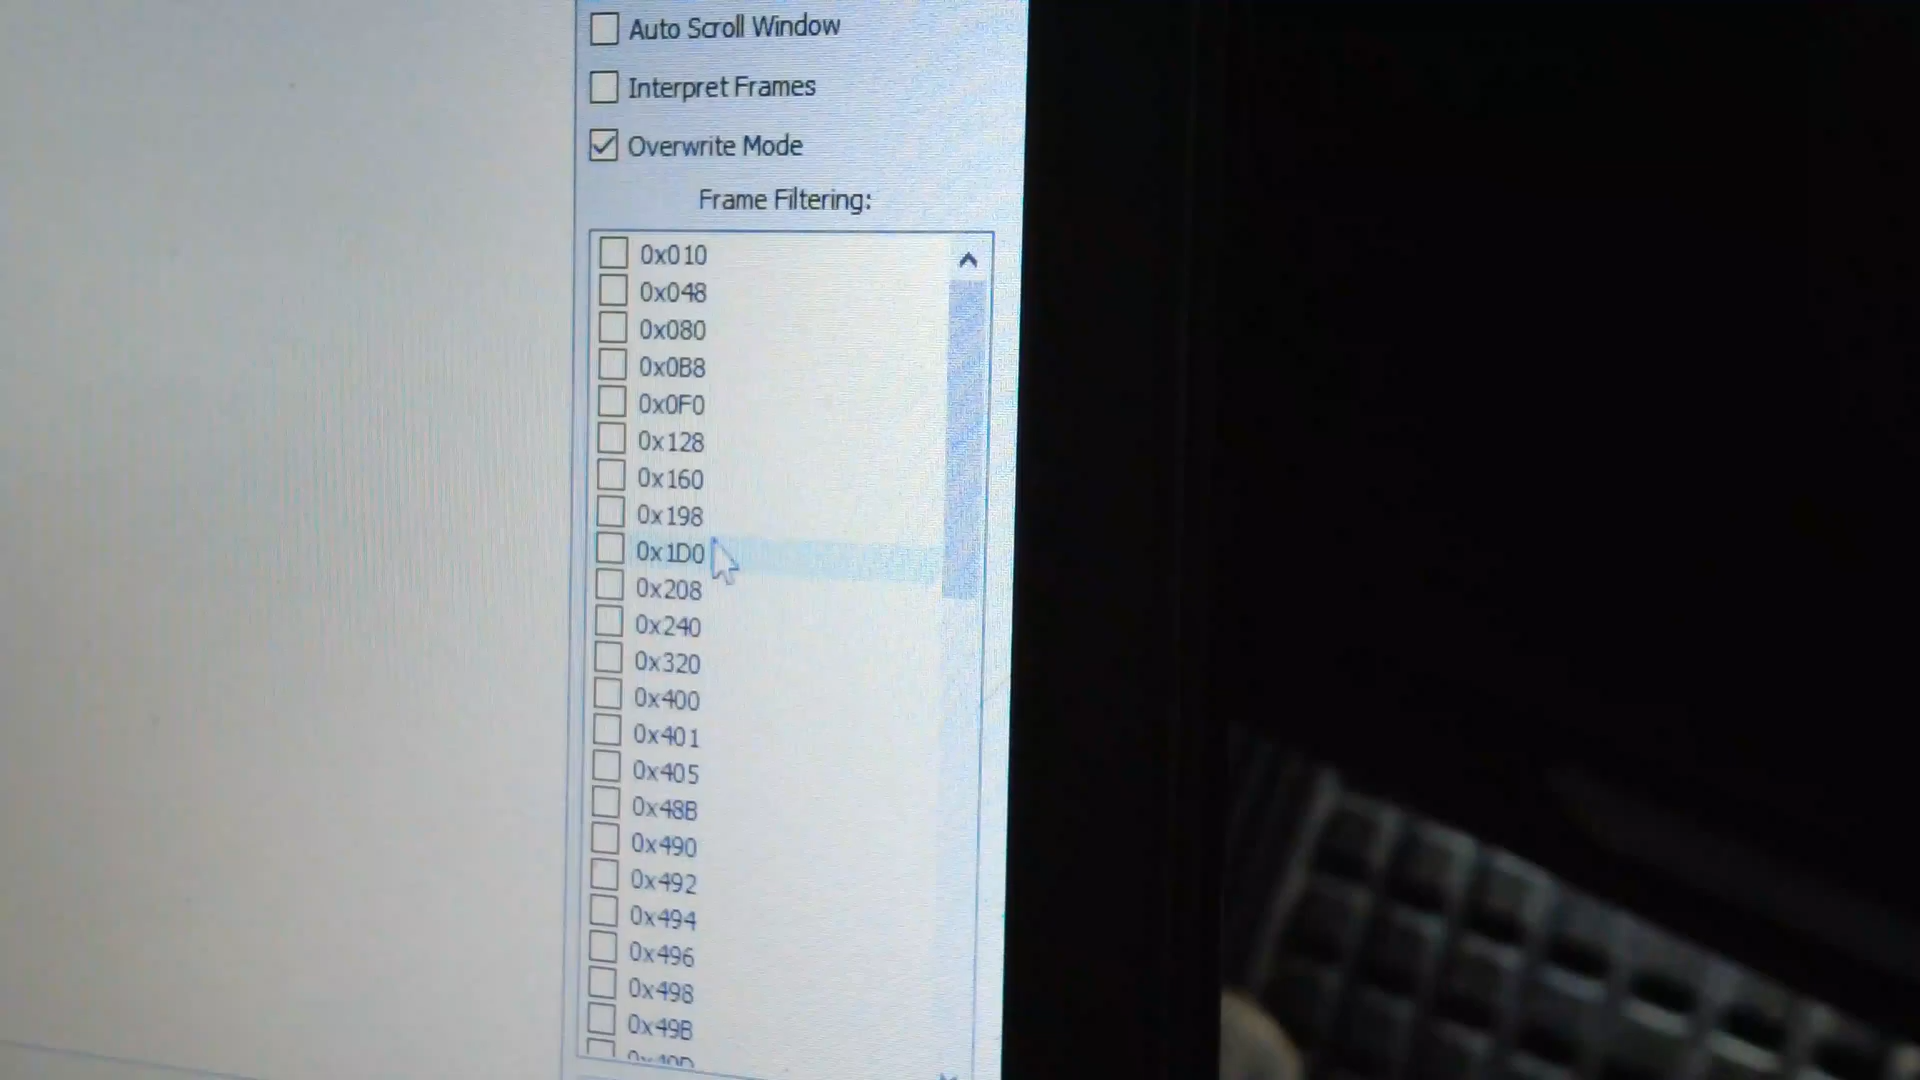 Auto Scroll Window
Interpret Frames
Overwrite Mode
Frame Filtering:
0x010
0x048
0x080
0x0B8
0x0F0
0x128
0x160
0x198
0x1D0
0x208
0x240
0x320
0x400
0x401
0x405
0x48B
0x490
0x492
0x494
0x496
0x498
0x49B